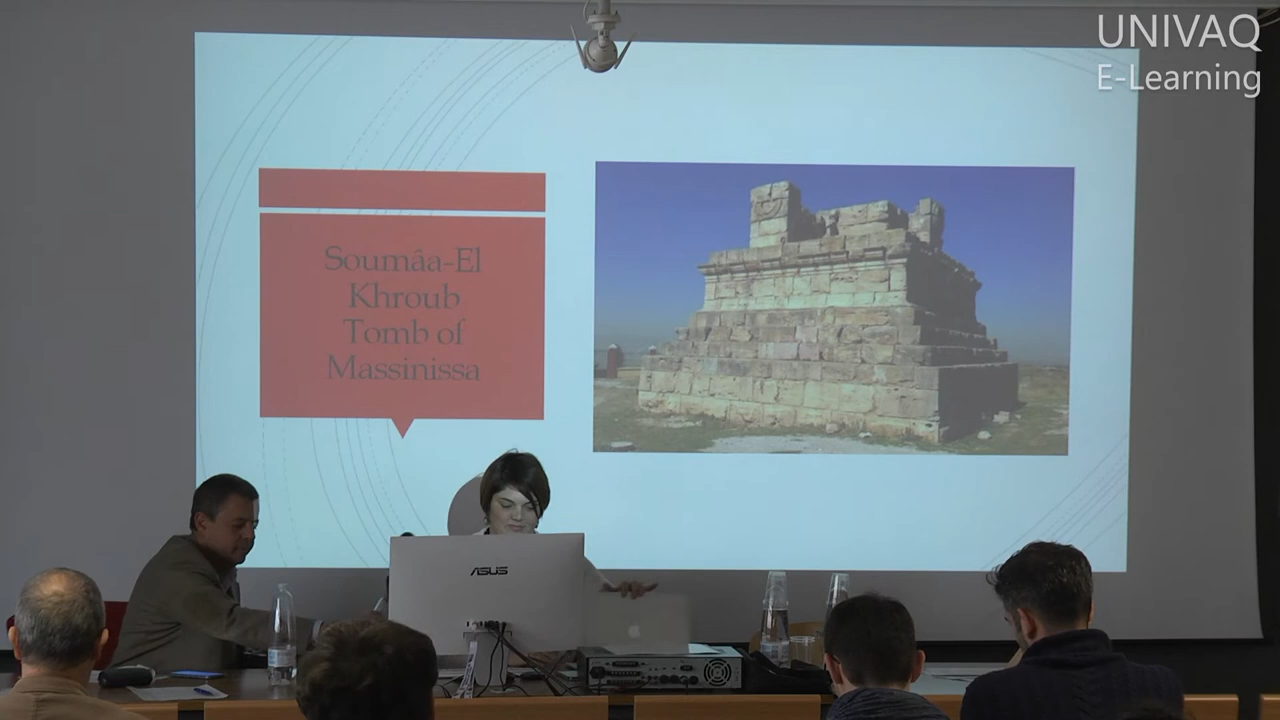 UNIVAQ
E-Learning
Soumâa-El
Khroub
Tomb of
Massinissa
ASUS